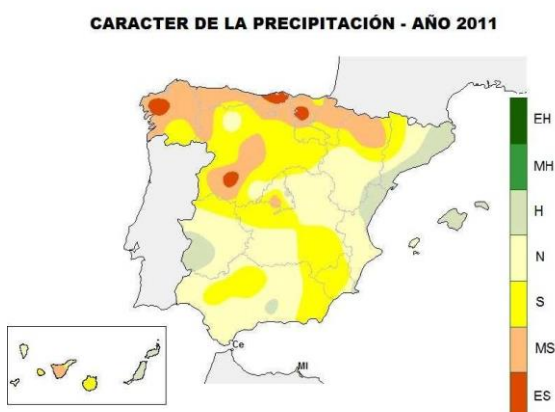 CARACTER DE LA PRECIPITACIÓN - AÑO 2011
EH
MH
H
N
S
MS
ES
Ce
Ml